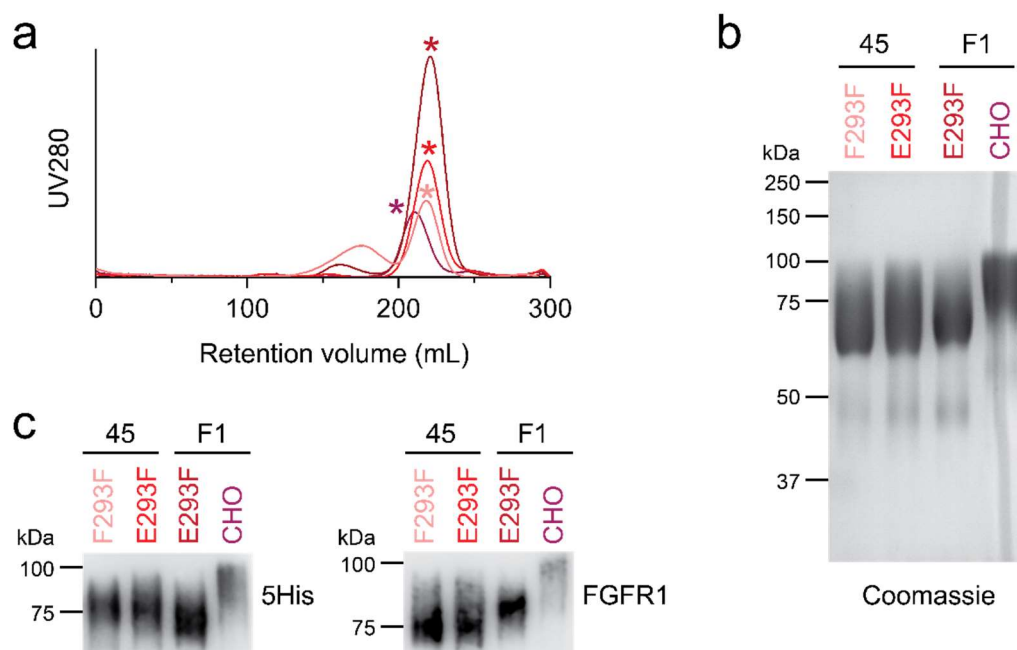 a
UV280
* * * *
0 100 200 300
Retention volume (mL)
b
45 F1
F293F E293F E293F CHO
kDa
250
150
100
75
50
37
Coomassie
c
45 F1
F293F E293F E293F CHO
kDa
100
75
5His
45 F1
F293F E293F E293F CHO
kDa
100
75
FGFR1